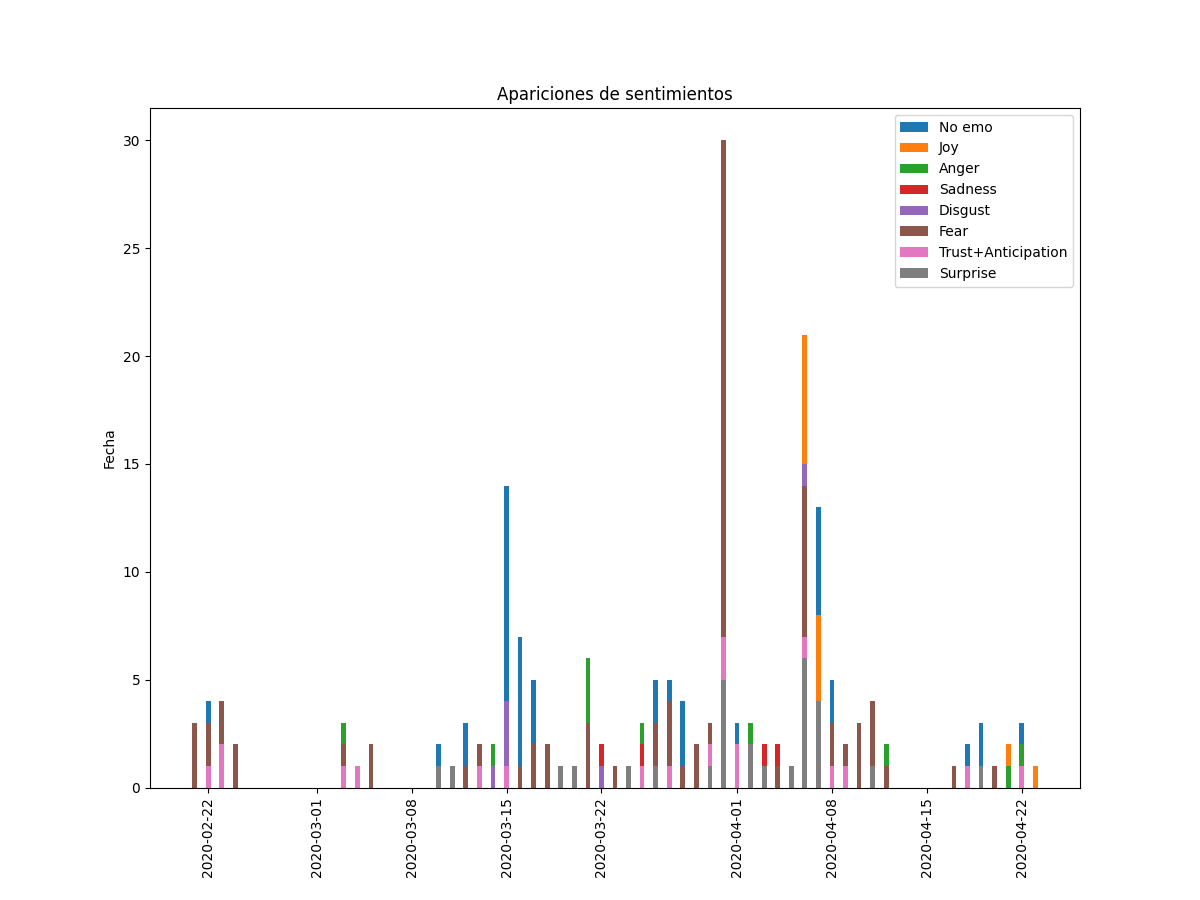 Apariciones de sentimientos
No emo
Joy
Anger
Sadness
Disgust
Fear
Trust+Anticipation
Surprise
Fecha
30
25
20
15
10
5
0
2020-02-22
2020-03-01
2020-03-08
2020-03-15
2020-03-22
2020-04-01
2020-04-08
2020-04-15
2020-04-22